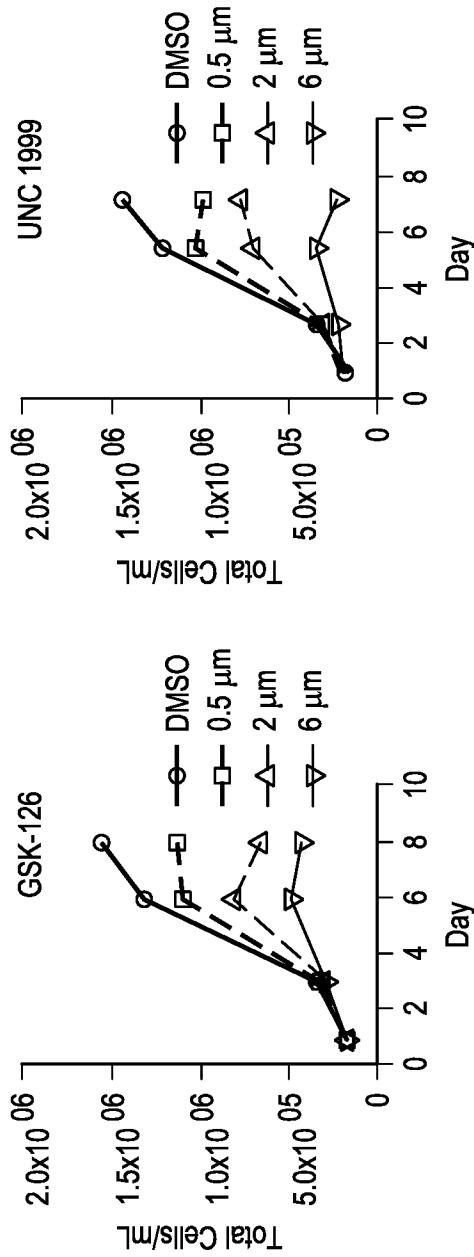 GSK-126
Total Cells/mL
2.0x10 06
1.5x10 06
1.0x10 06
5.0x10 05
0
0 2 4 6 8 10
Day
DMSO
0.5 µm
2 µm
6 µm
UNC 1999
Total Cells/mL
2.0x10 06
1.5x10 06
1.0x10 06
5.0x10 05
0
0 2 4 6 8 10
Day
DMSO
0.5 µm
2 µm
6 µm